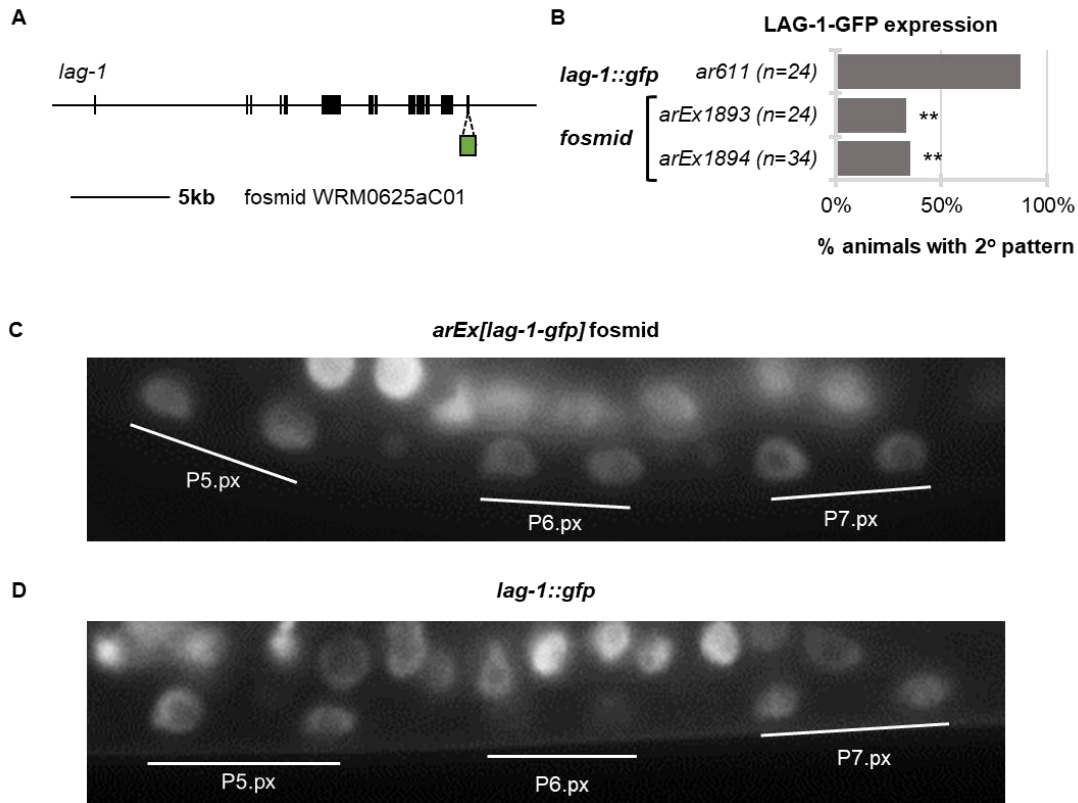 A
lag-1
5kb fosmid WRM0625aC01
B
LAG-1-GFP expression
lag-1::gfp ar611 (n=24)
fosmid
arEx1893 (n=24) **
arEx1894 (n=34) **
0% 50% 100%
% animals with 2º pattern
C
arEx[lag-1-gfp] fosmid
P5.px
P6.px
P7.px
D
lag-1::gfp
P5.px
P6.px
P7.px